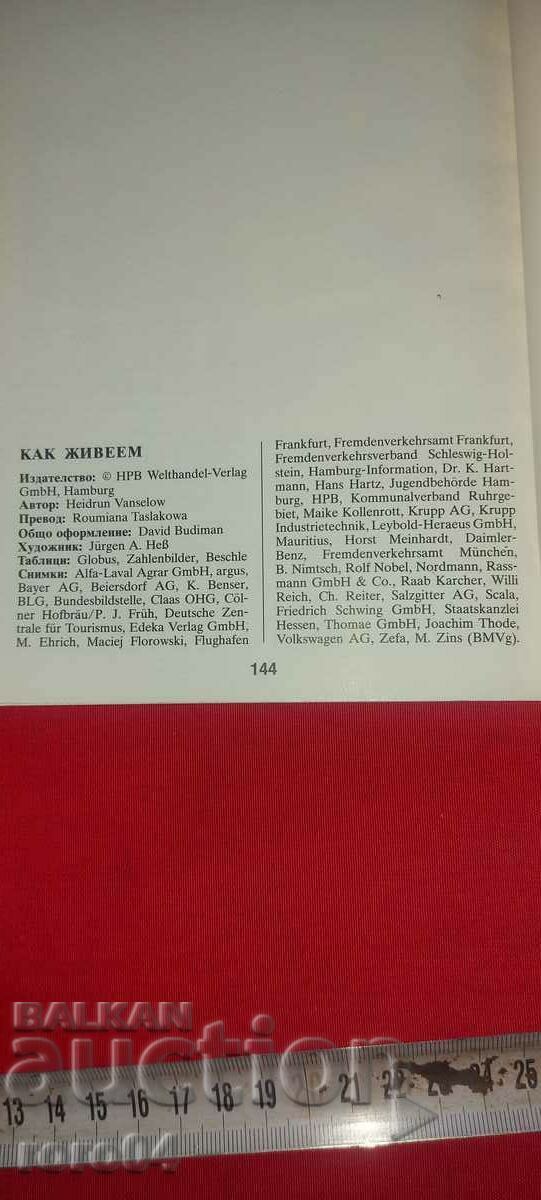 КАК ЖИВЕЕМ
Издателство: © HPB Welthandel-Verlag
GmbH, Hamburg
Автор: Heidrun Vanselow
Превод: Roumiana Taslakowa
Общо оформление: David Budiman
Художник: Jürgen A. Heß
Таблици: Globus, Zahlenbilder, Beschle
Снимки: Alfa-Laval Agrar GmbH, argus,
Bayer AG, Beiersdorf AG, K. Benser,
BLG, Bundesbildstelle, Claas OHG, Cöl-
lner Hofbräu/P. J. Früh, Deutsche Zen-
trale für Tourismus, Edeka Verlag GmbH,
M. Ehrich, Maciej Florowski, Flughafen
Frankfurt, Fremdenverkehrsamt Frankfurt,
Fremdenverkehrsverband Schleswig-Hol-
stein, Hamburg-Information, Dr. K. Hart-
mann, Hans Hartz, Jugendbehörde Ham-
burg, HPB, Kommunalverband Ruhrge-
biet, Maike Kollenrott, Krupp AG, Krupp
Industrietechnik, Leybold-Heraeus GmbH,
Mauritius, Horst Meinhardt, Daimler-
Benz, Fremdenverkehrsamt München,
B. Nimtsch, Rolf Nobel, Nordmann, Rass-
mann GmbH & Co., Raab Karcher, Willi
Reich, Ch. Reiter, Salzgitter AG, Scala,
Friedrich Schwing GmbH, Staatskanzlei
Hessen, Thomae GmbH, Joachim Thode,
Volkswagen AG, Zefa, M. Zins (BMVg).
144
BALKAN
auction
13 14 15 16 17 18 19 21 22 23 24 25
roro04